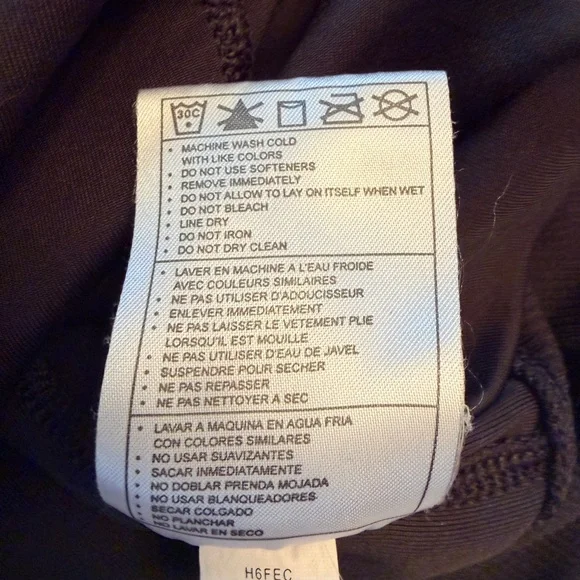 30C
• MACHINE WASH COLD
WITH LIKE COLORS
• DO NOT USE SOFTENERS
• REMOVE IMMEDIATELY
• DO NOT ALLOW TO LAY ON ITSELF WHEN WET
• DO NOT BLEACH
• LINE DRY
• DO NOT IRON
• DO NOT DRY CLEAN
• LAVER EN MACHINE A L'EAU FROIDE
AVEC COULEURS SIMILAIRES
• NE PAS UTILISER D'ADOUCISSEUR
• ENLEVER IMMEDIATEMENT
• NE PAS LAISSER LE VETEMENT PLIE
LORSQU'IL EST MOUILLE
• NE PAS UTILISER D'EAU DE JAVEL
• SUSPENDRE POUR SECHER
• NE PAS REPASSER
• NE PAS NETTOYER A SEC
• LAVAR A MAQUINA EN AGUA FRIA
CON COLORES SIMILARES
• NO USAR SUAVIZANTES
• SACAR INMEDIATAMENTE
• NO DOBLAR PRENDA MOJADA
• NO USAR BLANQUEADORES
• SECAR COLGADO
• NO PLANCHAR
• NO LAVAR EN SECO
H6FEC